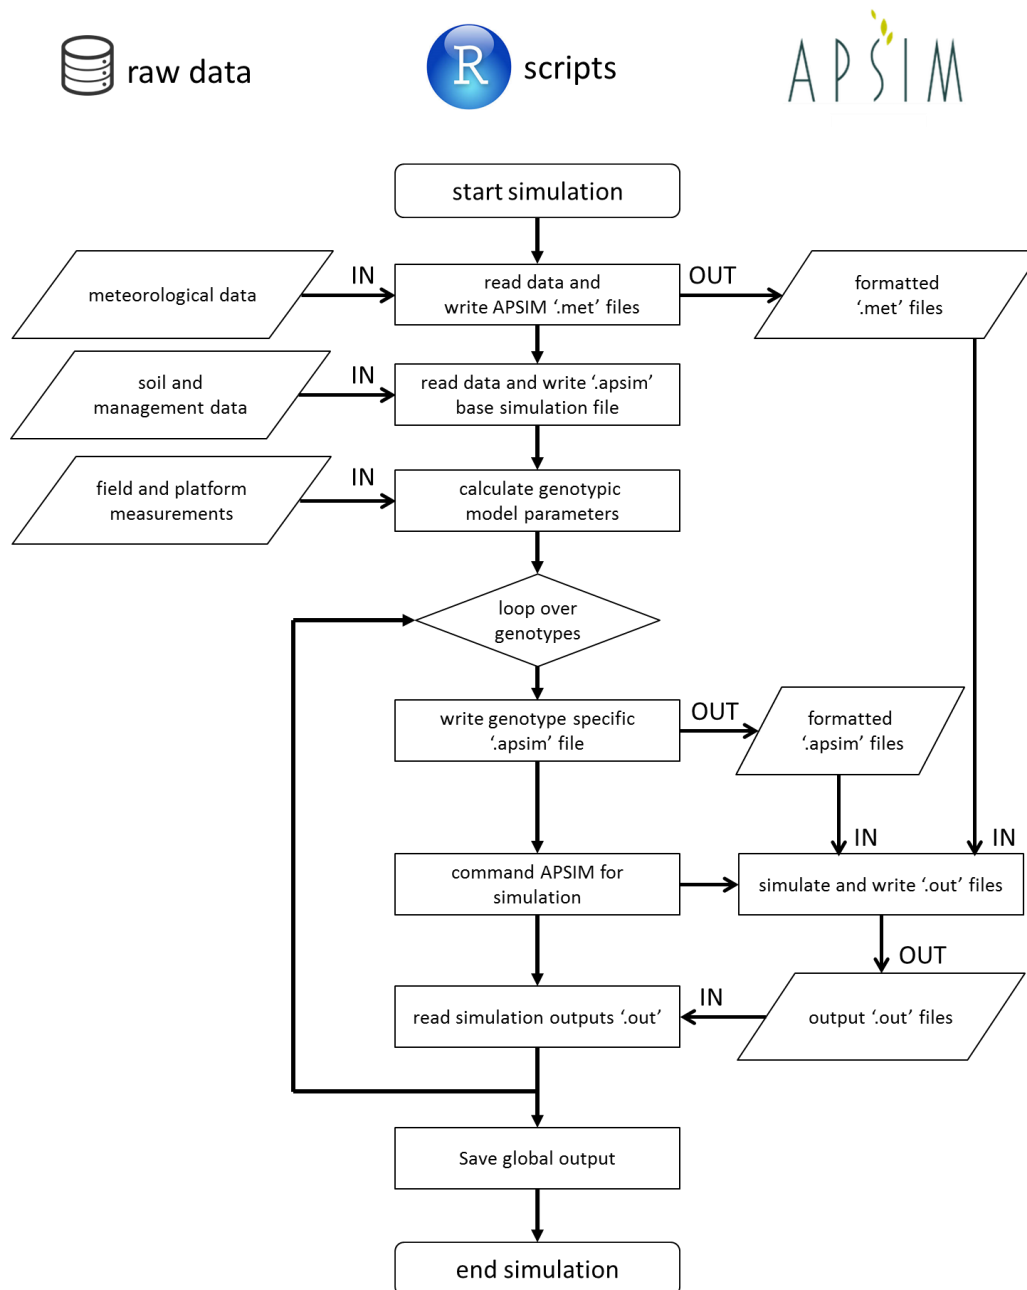 raw data
R
scripts
APSIM
start simulation
meteorological data
IN
read data and
write APSIM ‘.met’ files
OUT
formatted
‘.met’ files
soil and
management data
IN
read data and write ‘.apsim’
base simulation file
field and platform
measurements
IN
calculate genotypic
model parameters
loop over
genotypes
write genotype specific
‘.apsim’ file
OUT
formatted
‘.apsim’ files
IN
IN
command APSIM for
simulation
simulate and write ‘.out’ files
OUT
read simulation outputs ‘.out’
IN
output ‘.out’ files
Save global output
end simulation